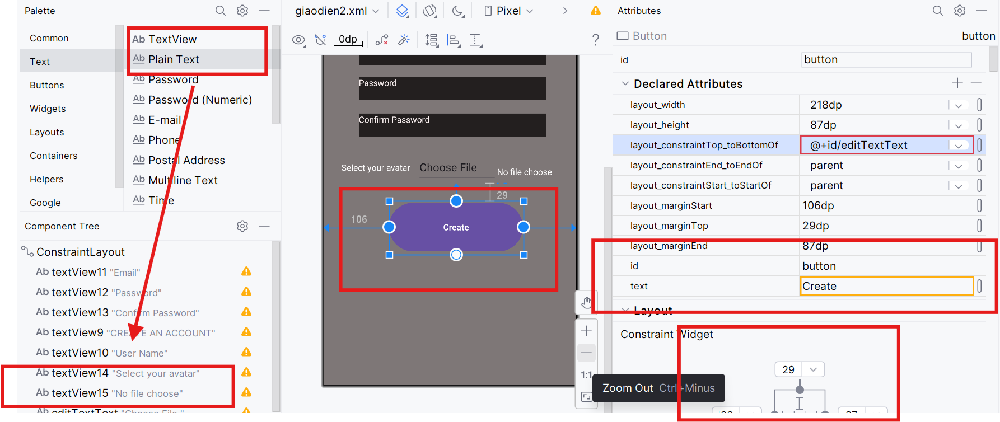 Palette
Common
Text
Buttons
Widgets
Layouts
Containers
Helpers
Google
Ab TextView
Ab Plain Text
Ab Password
Ab Password (Numeric)
Ab E-mail
Ab Phone
Ab Postal Address
Ab Multiline Text
Ab Time
Component Tree
ConstraintLayout
Ab textView11 "Email"
Ab textView12 "Password"
Ab textView13 "Confirm Password"
Ab textView9 "CREATE AN ACCOUNT"
Ab textView10 "User Name"
Ab textView14 "Select your avatar"
Ab textView15 "No file choose"
Ab editTextText "Choose File "
giaodien2.xml
Pixel
0dp
?
Password
Confirm Password
Select your avatar Choose File No file choose
29
106
Create
1:1
Zoom Out Ctrl+Minus
Attributes
Button button
id button
Declared Attributes
layout_width 218dp
layout_height 87dp
layout_constraintTop_toBottomOf @+id/editTextText
layout_constraintEnd_toEndOf parent
layout_constraintStart_toStartOf parent
layout_marginStart 106dp
layout_marginTop 29dp
layout_marginEnd 87dp
id button
text Create
Layout
Constraint Widget
29